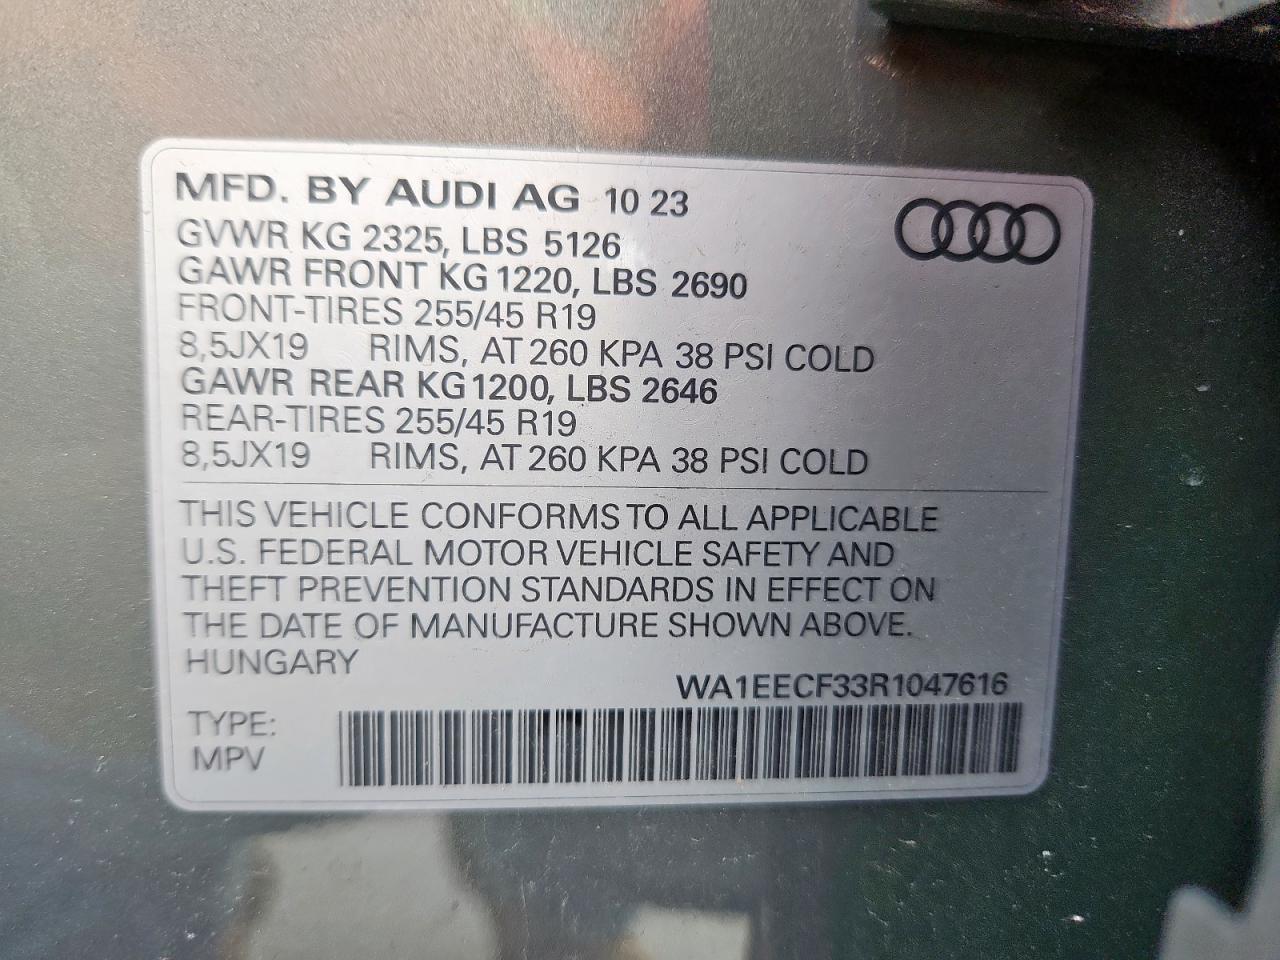 MFD. BY AUDI AG 10 23
GVWR KG 2325, LBS 5126
GAWR FRONT KG 1220, LBS 2690
FRONT-TIRES 255/45 R19
8,5JX19 RIMS, AT 260 KPA 38 PSI COLD
GAWR REAR KG 1200, LBS 2646
REAR-TIRES 255/45 R19
8,5JX19 RIMS, AT 260 KPA 38 PSI COLD
THIS VEHICLE CONFORMS TO ALL APPLICABLE
U.S. FEDERAL MOTOR VEHICLE SAFETY AND
THEFT PREVENTION STANDARDS IN EFFECT ON
THE DATE OF MANUFACTURE SHOWN ABOVE.
HUNGARY
WA1EECF33R1047616
TYPE:
MPV